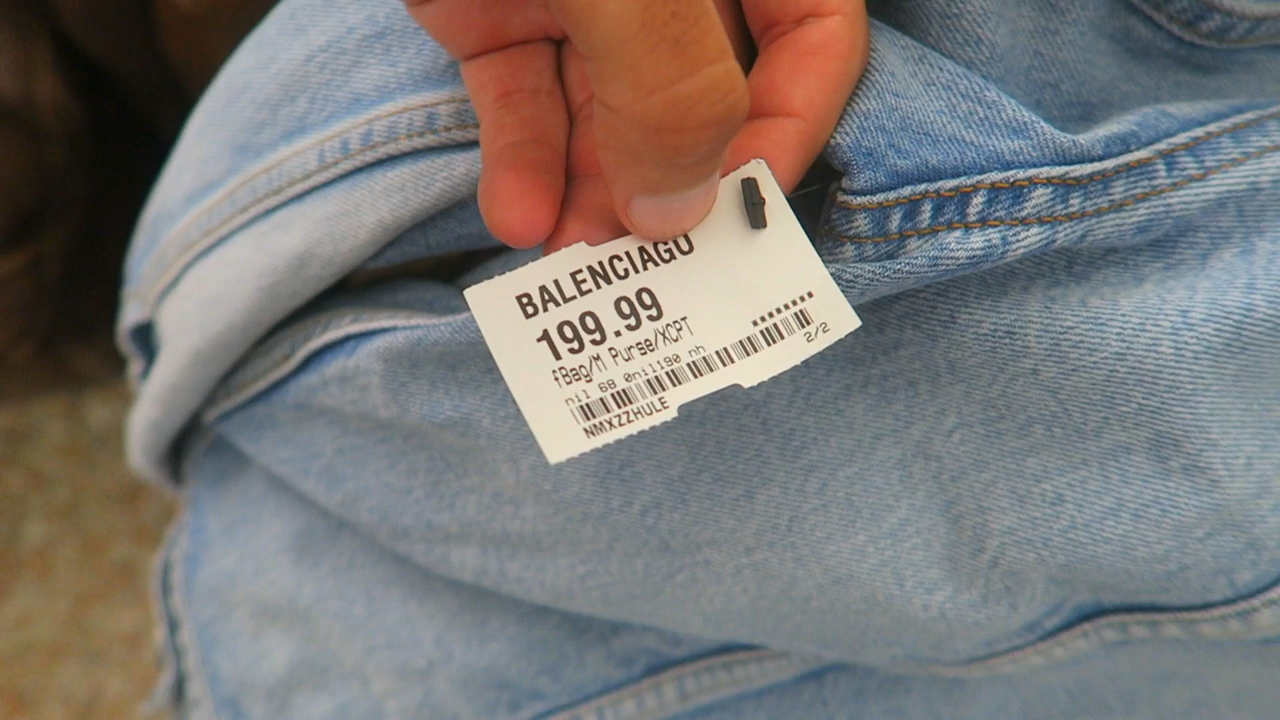 BALENCIAGO
199.99
fBag/M Purse/XCPT
nil 68 0nil190 nh
2/2
NMXZZHULE